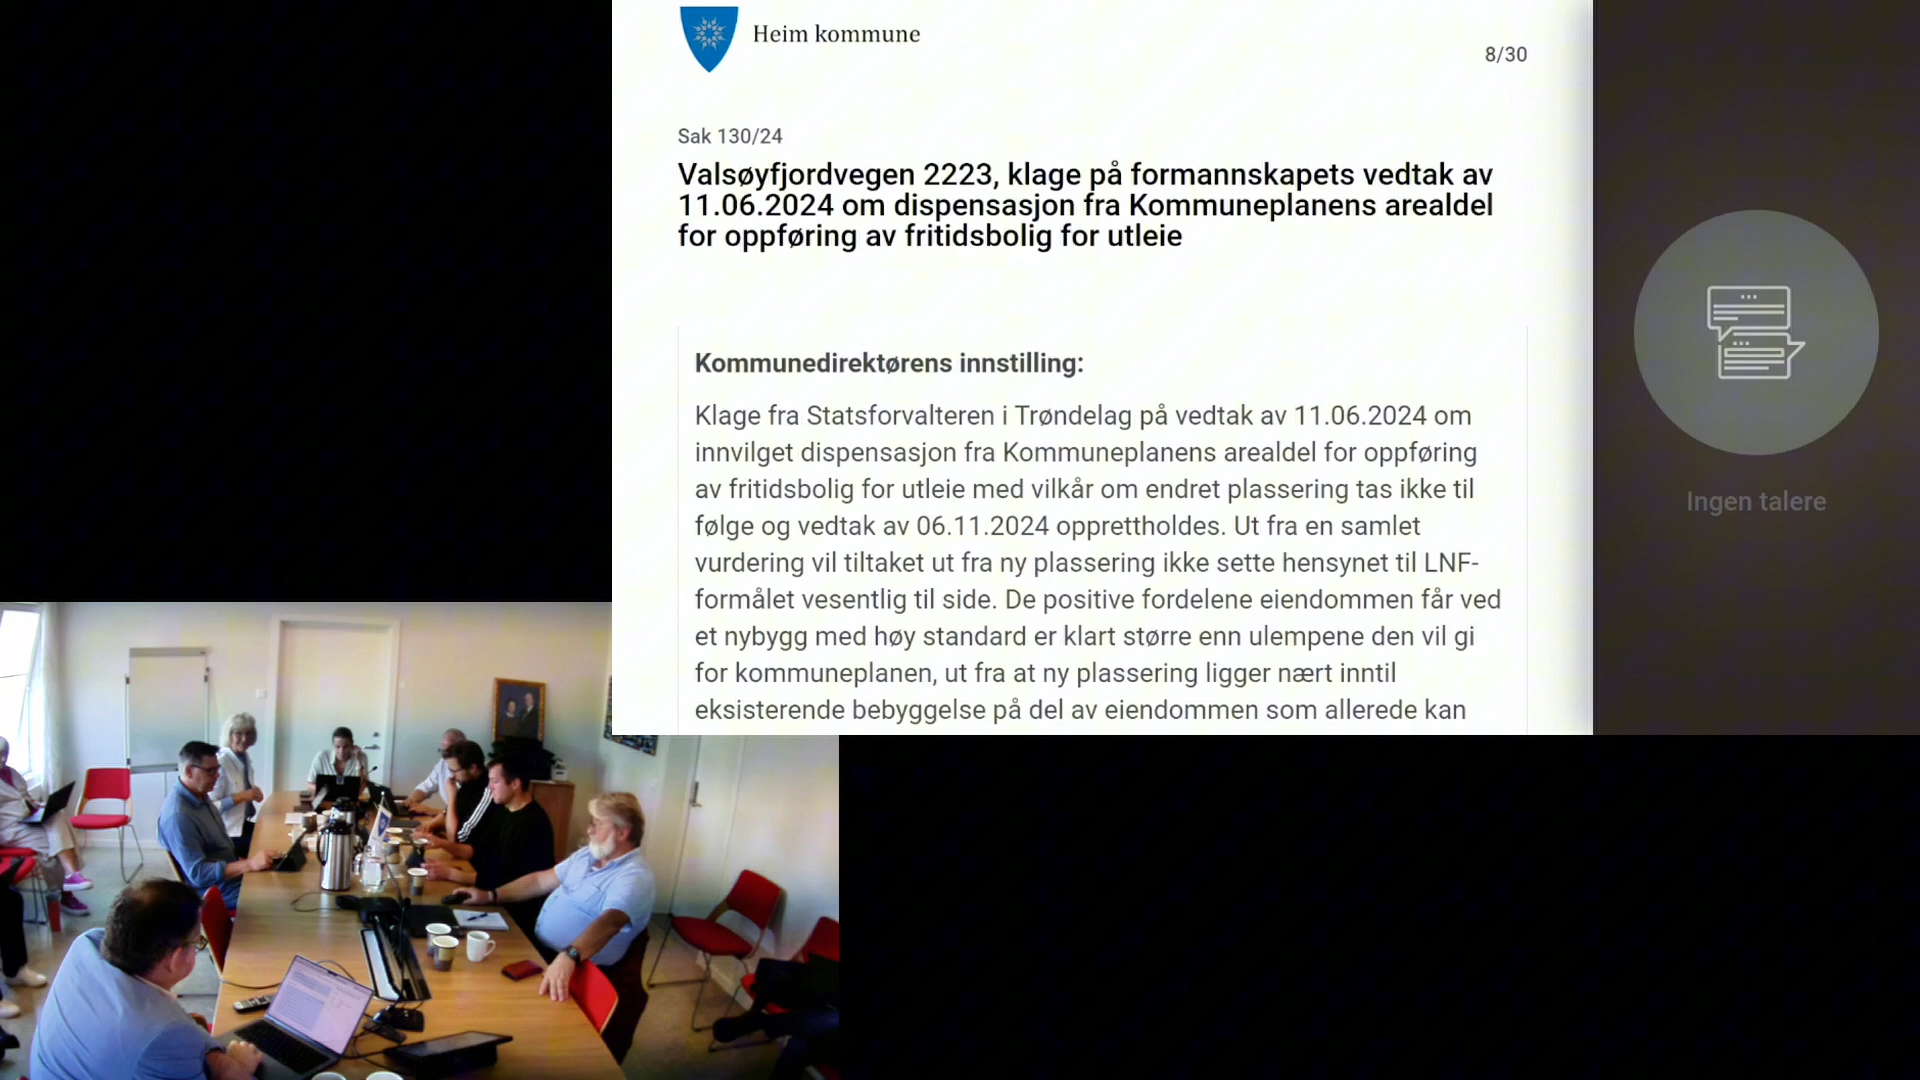 Heim kommune
8/30
Sak 130/24
Valsøyfjordvegen 2223, klage på formannskapets vedtak av
11.06.2024 om dispensasjon fra Kommuneplanens arealdel
for oppføring av fritidsbolig for utleie
Kommunedirektørens innstilling:
Klage fra Statsforvalteren i Trøndelag på vedtak av 11.06.2024 om
innvilget dispensasjon fra Kommuneplanens arealdel for oppføring
av fritidsbolig for utleie med vilkår om endret plassering tas ikke til
følge og vedtak av 06.11.2024 opprettholdes. Ut fra en samlet
vurdering vil tiltaket ut fra ny plassering ikke sette hensynet til LNF-
formålet vesentlig til side. De positive fordelene eiendommen får ved
et nybygg med høy standard er klart større enn ulempene den vil gi
for kommuneplanen, ut fra at ny plassering ligger nært inntil
eksisterende bebyggelse på del av eiendommen som allerede kan
Ingen talere